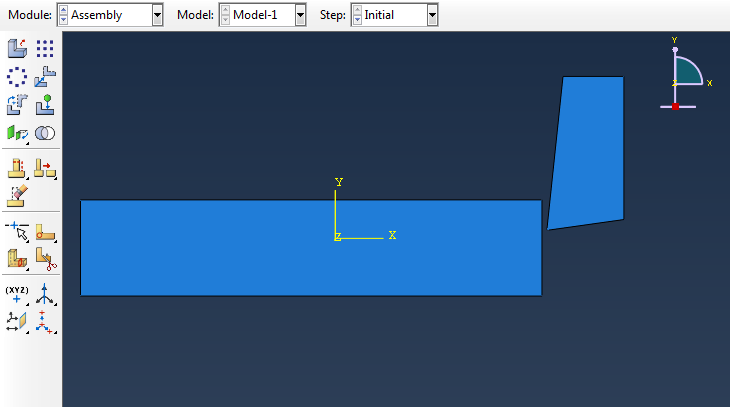 Module: Assembly Model: Model-1 Step: Initial
Y
X
Z
Y
X
Z
(XYZ)